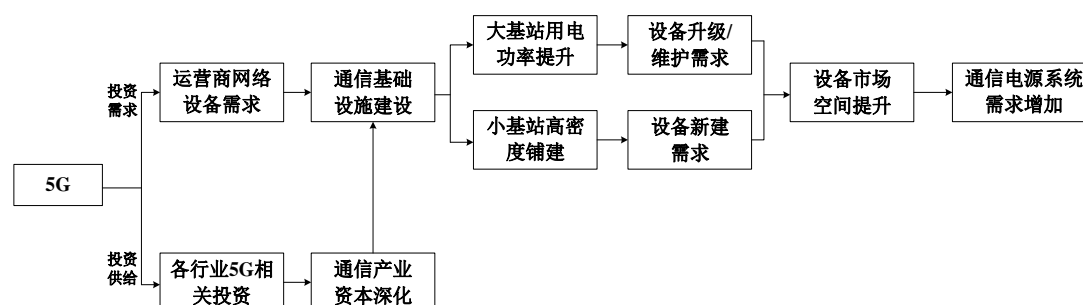 5G
投资
需求
运营商网络
设备需求
通信基础
设施建设
大基站用电
功率提升
设备升级/
维护需求
小基站高密
度铺建
设备新建
需求
设备市场
空间提升
通信电源系统
需求增加
投资
供给
各行业5G相
关投资
通信产业
资本深化